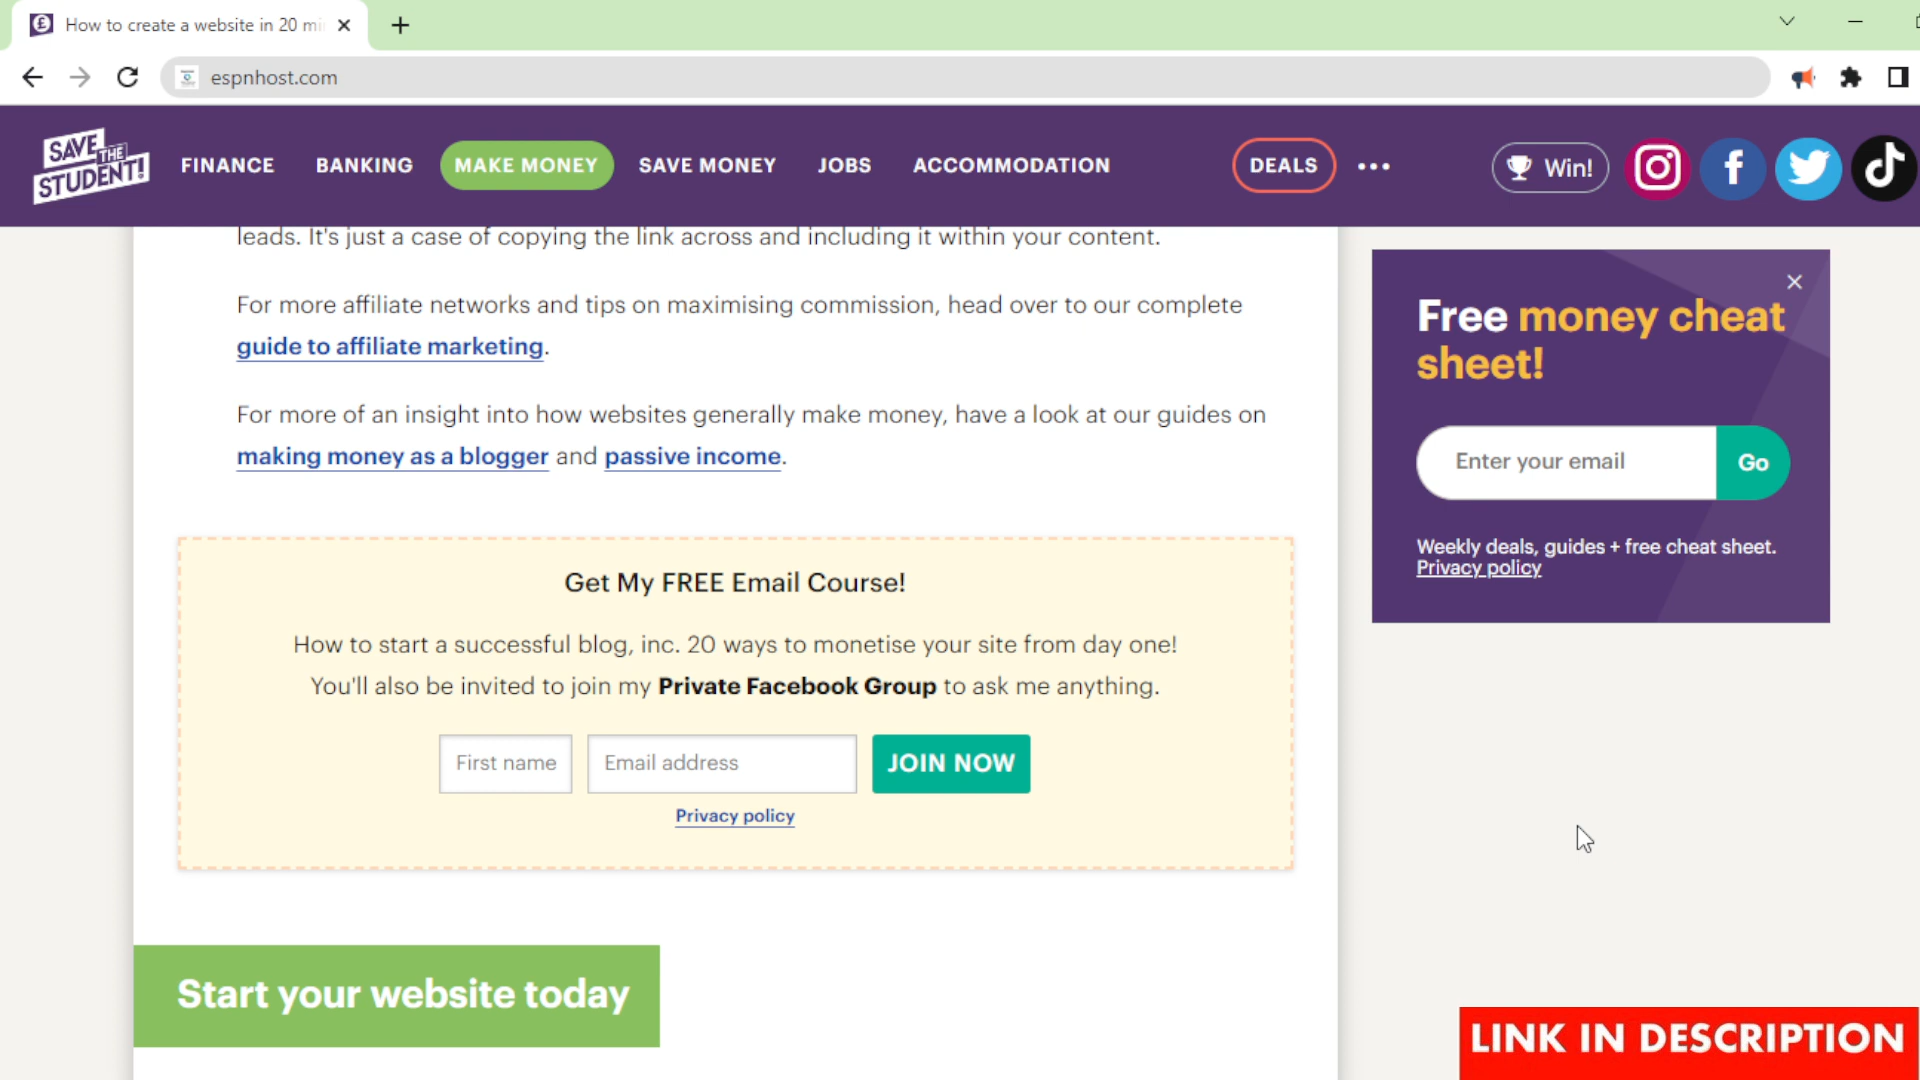 How to create a website in 20 mi
espnhost.com
SAVE THE STUDENT!
FINANCE BANKING MAKE MONEY SAVE MONEY JOBS ACCOMMODATION DEALS ••• Win!
leads. It's just a case of copying the link across and including it within your content.
For more affiliate networks and tips on maximising commission, head over to our complete
guide to affiliate marketing.
For more of an insight into how websites generally make money, have a look at our guides on
making money as a blogger and passive income.
Get My FREE Email Course!
How to start a successful blog, inc. 20 ways to monetise your site from day one!
You'll also be invited to join my Private Facebook Group to ask me anything.
First name Email address JOIN NOW
Privacy policy
Start your website today
Free money cheat
sheet!
Enter your email Go
Weekly deals, guides + free cheat sheet.
Privacy policy
LINK IN DESCRIPTION